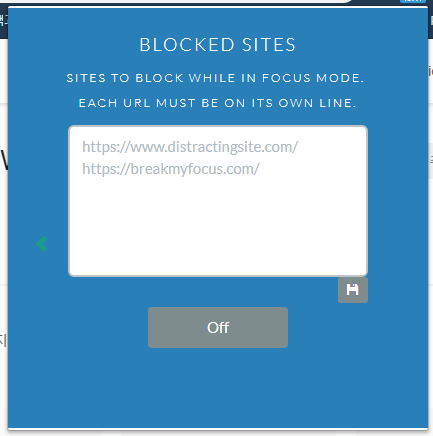 BLOCKED SITES
SITES TO BLOCK WHILE IN FOCUS MODE.
EACH URL MUST BE ON ITS OWN LINE.
https://www.distractingsite.com/
https://breakmyfocus.com/
Off